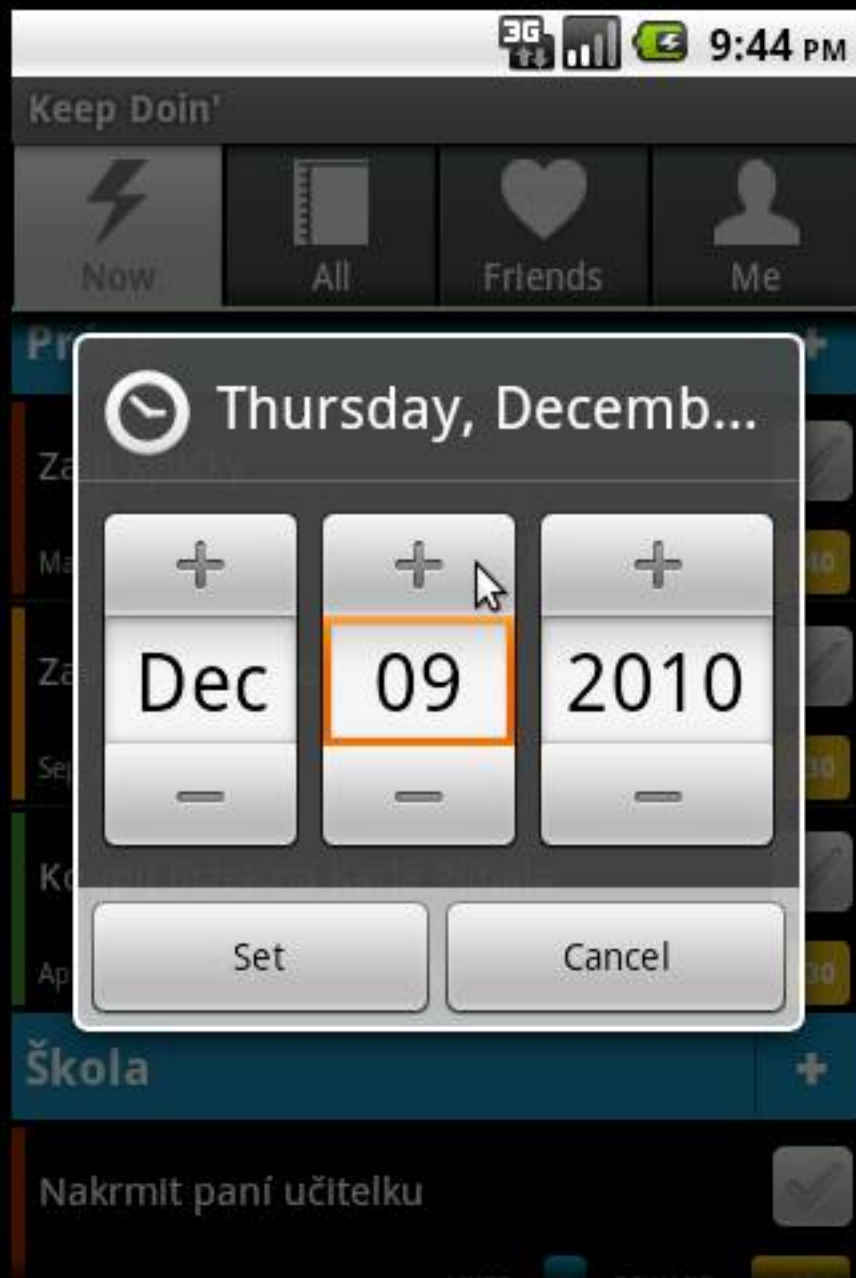 3G 9:44 PM
Keep Doin'
Now All Friends Me
Thursday, Decemb...
+ + +
Dec 09 2010
− − −
Set Cancel
Škola +
Nakrmit paní učitelku